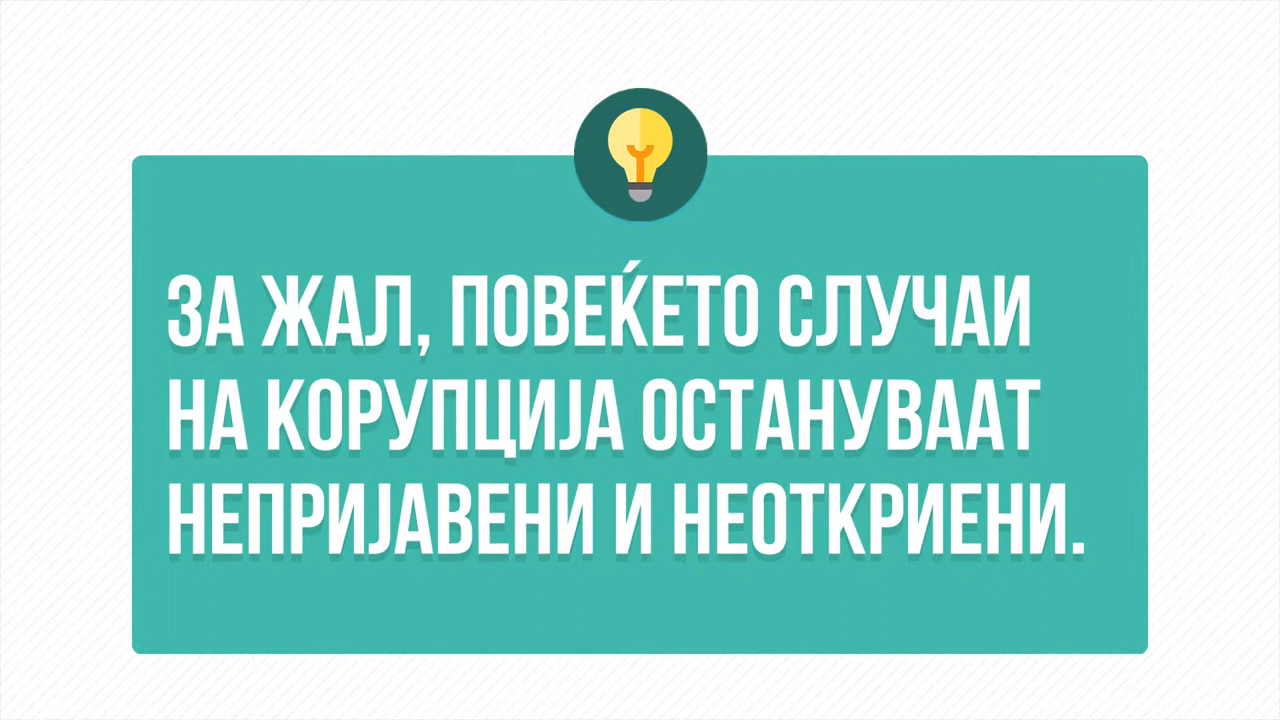 ЗА ЖАЛ, ПОВЕЌЕТО СЛУЧАИ
НА КОРУПЦИЈА ОСТАНУВААТ
НЕПРИЈАВЕНИ И НЕОТКРИЕНИ.